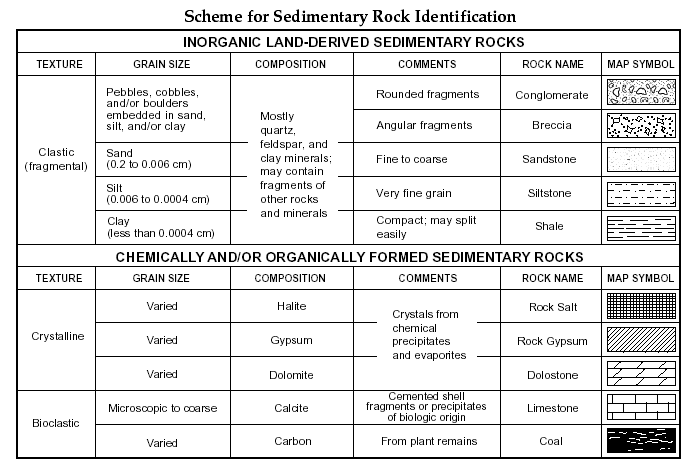 Scheme for Sedimentary Rock Identification
INORGANIC LAND-DERIVED SEDIMENTARY ROCKS
TEXTURE GRAIN SIZE COMPOSITION COMMENTS ROCK NAME MAP SYMBOL
Clastic
(fragmental)
Pebbles, cobbles,
and/or boulders
embedded in sand,
silt, and/or clay
Mostly
quartz,
feldspar, and
clay minerals;
may contain
fragments of
other rocks
and minerals
Rounded fragments Conglomerate
Angular fragments Breccia
Sand
(0.2 to 0.006 cm)
Fine to coarse Sandstone
Silt
(0.006 to 0.0004 cm)
Very fine grain Siltstone
Clay
(less than 0.0004 cm)
Compact; may split
easily
Shale
CHEMICALLY AND/OR ORGANICALLY FORMED SEDIMENTARY ROCKS
TEXTURE GRAIN SIZE COMPOSITION COMMENTS ROCK NAME MAP SYMBOL
Crystalline
Varied Halite
Crystals from
chemical
precipitates
and evaporites
Rock Salt
Varied Gypsum Rock Gypsum
Varied Dolomite Dolostone
Bioclastic
Microscopic to coarse Calcite
Cemented shell
fragments or precipitates
of biologic origin
Limestone
Varied Carbon From plant remains Coal